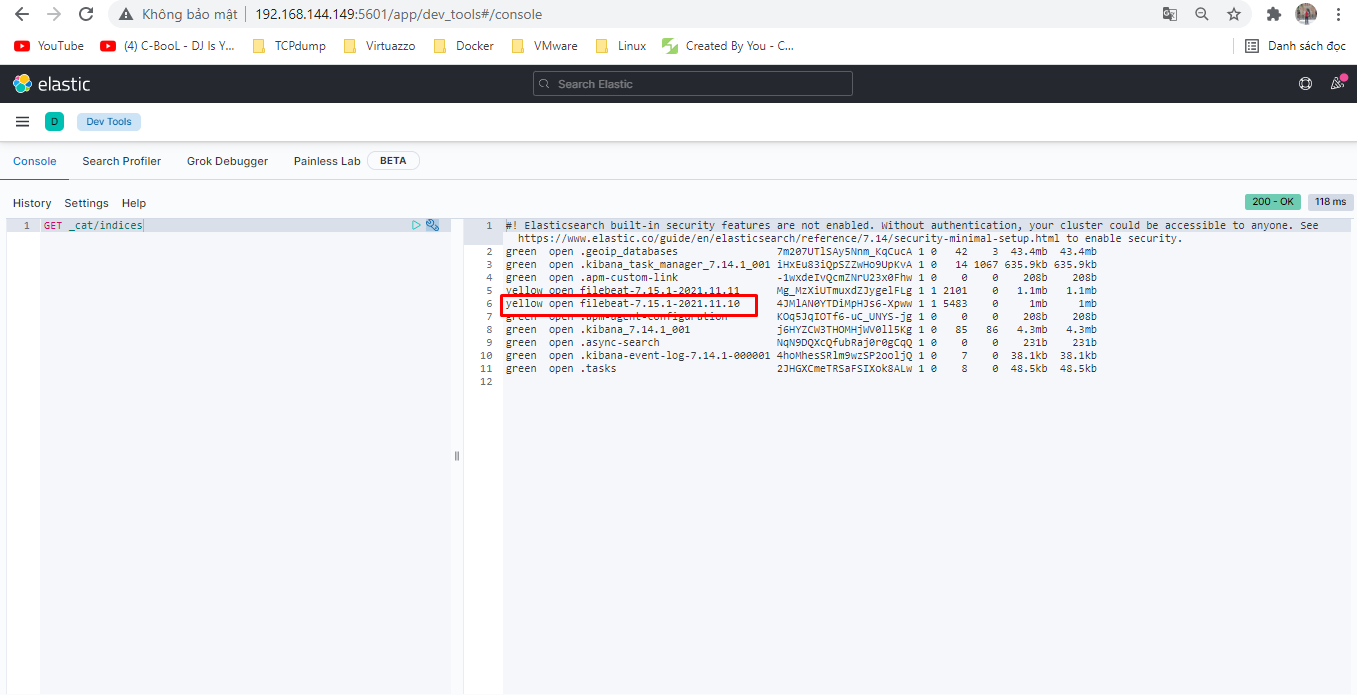 Không bảo mật 192.168.144.149:5601/app/dev_tools#/console
YouTube (4) C-BooL - DJ Is Y... TCPdump Virtuazzo Docker VMware Linux Created By You - C... Danh sách đọc
elastic Search Elastic
D Dev Tools
Console Search Profiler Grok Debugger Painless Lab BETA
History Settings Help 200 - OK 118 ms
1 GET _cat/indices
1 #! Elasticsearch built-in security features are not enabled. Without authentication, your cluster could be accessible to anyone. See
https://www.elastic.co/guide/en/elasticsearch/reference/7.14/security-minimal-setup.html to enable security.
2 green open .geoip_databases 7m207UTlSAy5Nnm_KqCucA 1 0 42 3 43.4mb 43.4mb
3 green open .kibana_task_manager_7.14.1_001 iHxEu83iQpSZZwHo9UpKvA 1 0 14 1067 635.9kb 635.9kb
4 green open .apm-custom-link -1wxdeIvQcmZNrU23x0Fhw 1 0 0 0 208b 208b
5 yellow open filebeat-7.15.1-2021.11.11 Mg_MzXiUTmuxdZJygelFLg 1 1 2101 0 1.1mb 1.1mb
6 yellow open filebeat-7.15.1-2021.11.10 4JMlAN0YTDiMpHJs6-Xpww 1 1 5483 0 1mb 1mb
7 green open .apm-agent-configuration KOq5JqIOTf6-uC_UNYS-jg 1 0 0 0 208b 208b
8 green open .kibana_7.14.1_001 j6HYZCW3THOMHjWV0ll5Kg 1 0 85 86 4.3mb 4.3mb
9 green open .async-search NqN9DQXcQfubRaj0r0gCqQ 1 0 0 0 231b 231b
10 green open .kibana-event-log-7.14.1-000001 4hoMhesSRlm9wzSP2ooljQ 1 0 7 0 38.1kb 38.1kb
11 green open .tasks 2JHGXCmeTRSaFSIXok8ALw 1 0 8 0 48.5kb 48.5kb
12